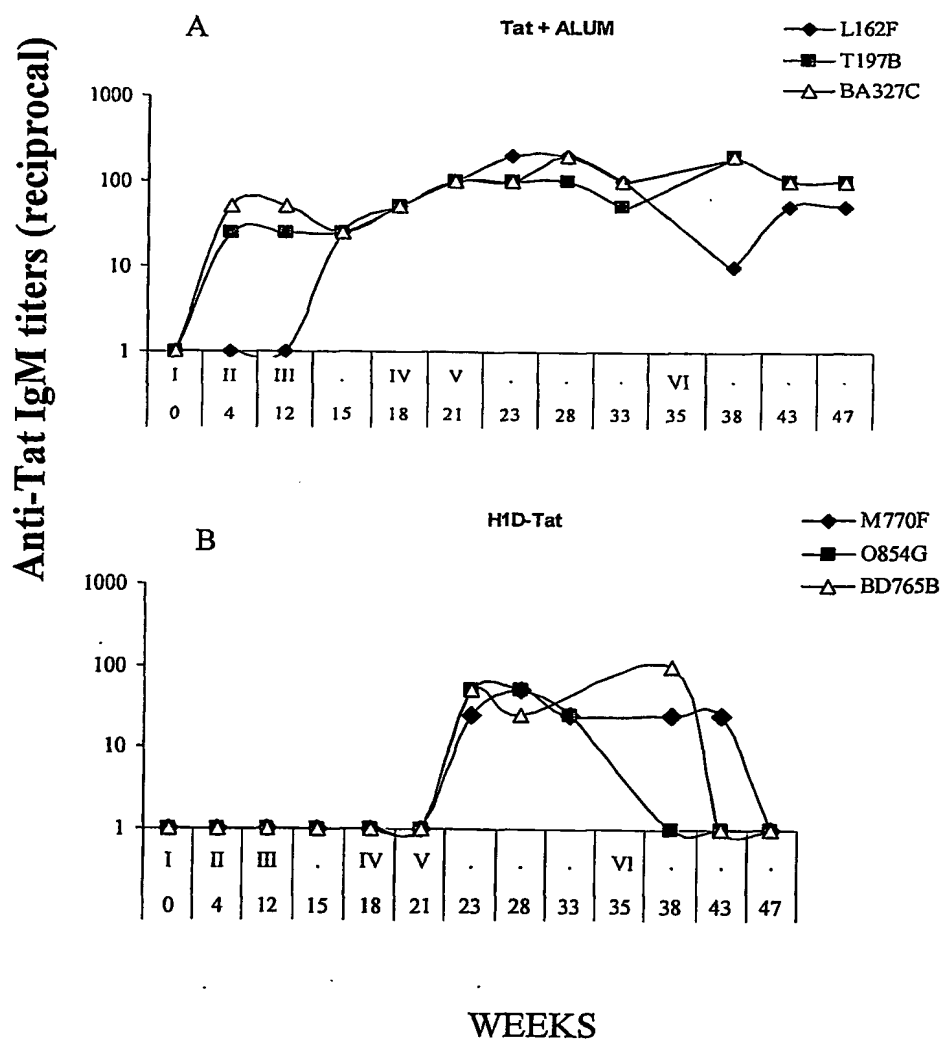 Anti-Tat IgM titers (reciprocal)
A
Tat + ALUM
L162F
T197B
BA327C
1000
100
10
1
I II III . IV V . . . VI . . .
0 4 12 15 18 21 23 28 33 35 38 43 47
B
H1D-Tat
M770F
O854G
BD765B
1000
100
10
1
I II III . IV V . . . VI . . .
0 4 12 15 18 21 23 28 33 35 38 43 47
WEEKS